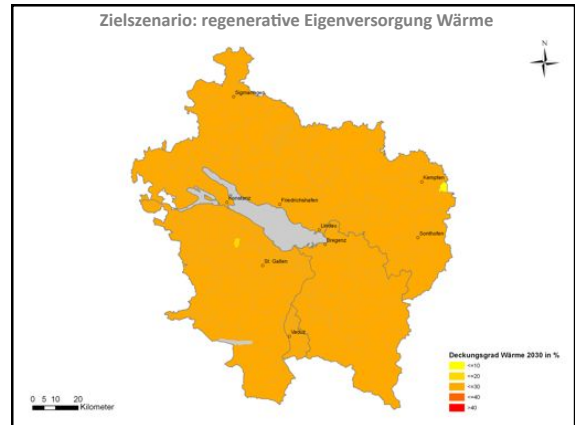 Zielszenario: regenerative Eigenversorgung Wärme
N
Sigmaringen
Kempten
Konstanz
Friedrichshafen
Lindau
Bregenz
Sonthofen
St. Gallen
Vaduz
Deckungsgrad Wärme 2030 in %
<=10
<=20
<=30
<=40
>40
0 5 10 20
Kilometer